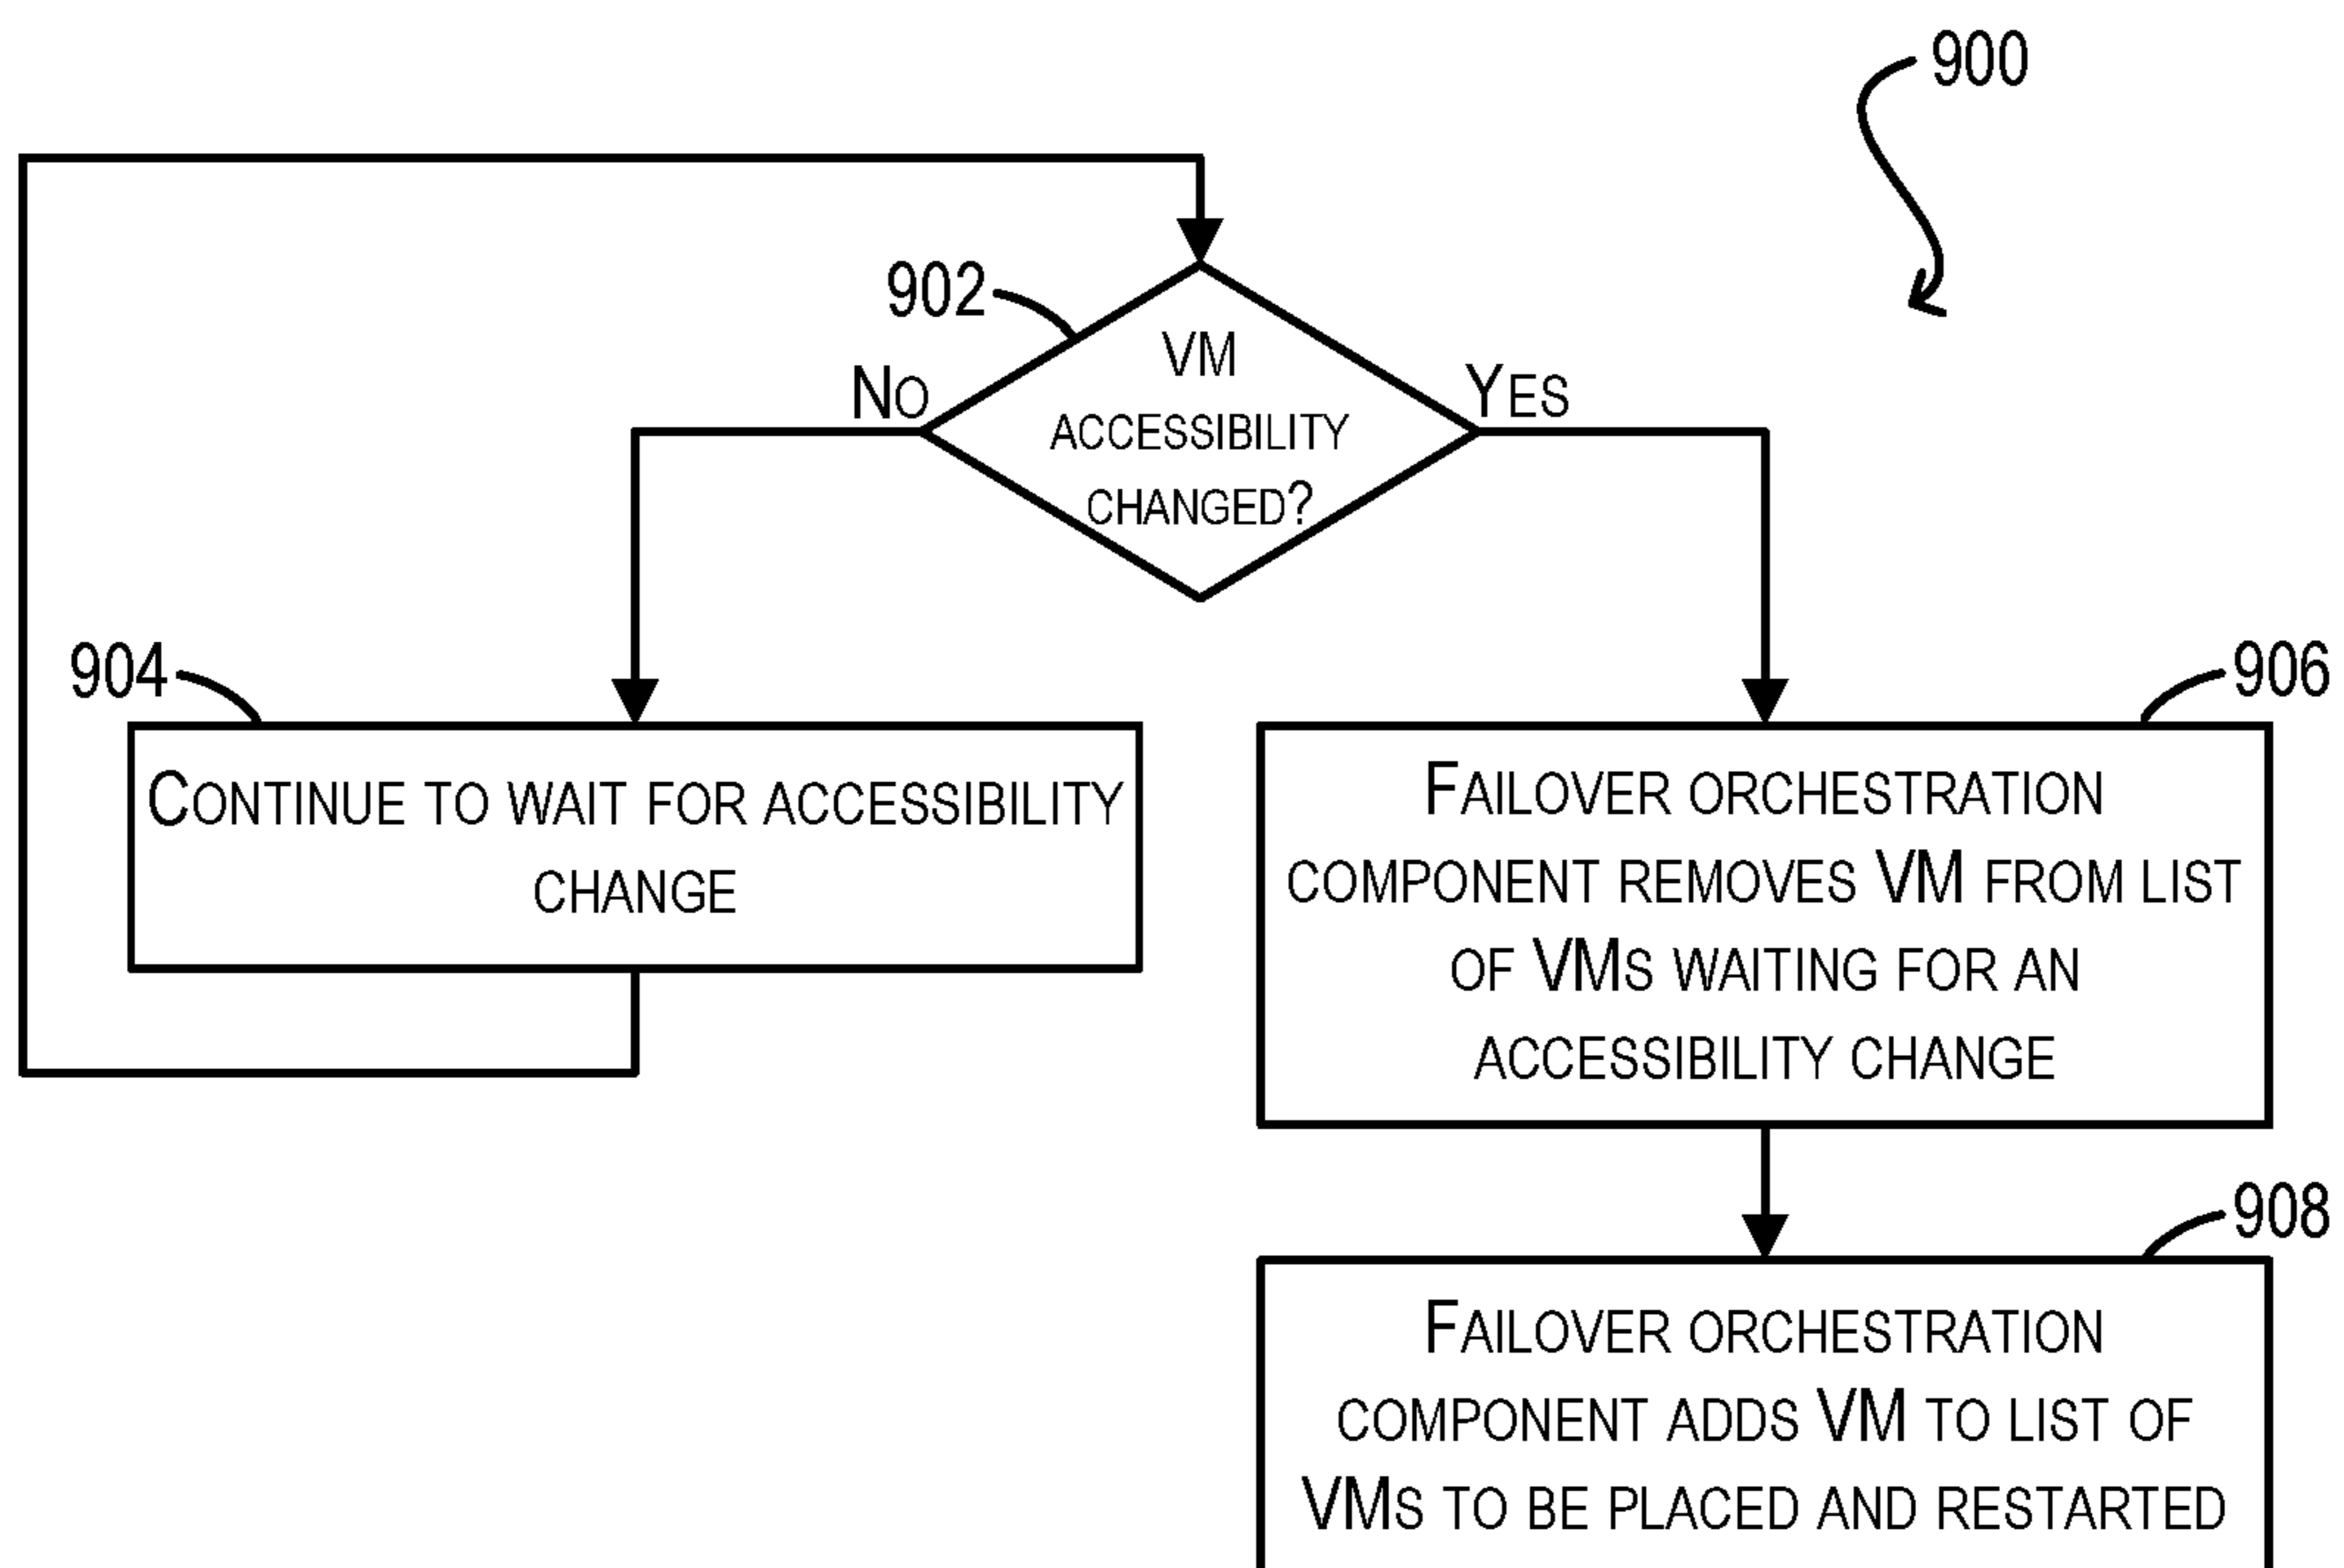 900
902
VM
ACCESSIBILITY
CHANGED?
NO
YES
904
CONTINUE TO WAIT FOR ACCESSIBILITY
CHANGE
906
FAILOVER ORCHESTRATION
COMPONENT REMOVES VM FROM LIST
OF VMS WAITING FOR AN
ACCESSIBILITY CHANGE
908
FAILOVER ORCHESTRATION
COMPONENT ADDS VM TO LIST OF
VMS TO BE PLACED AND RESTARTED